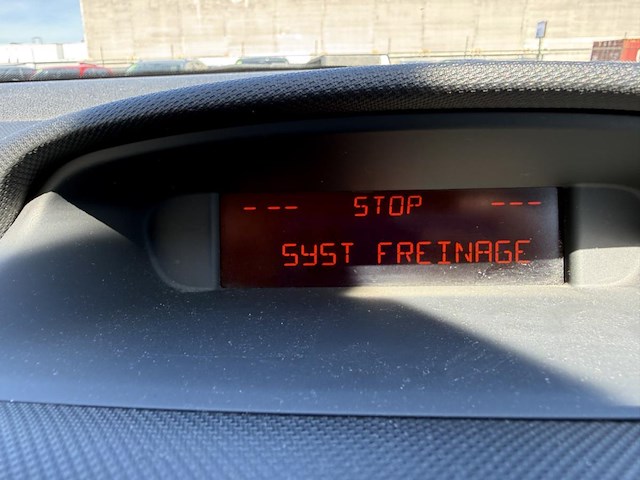 --- STOP ---
SYST FREINAGE